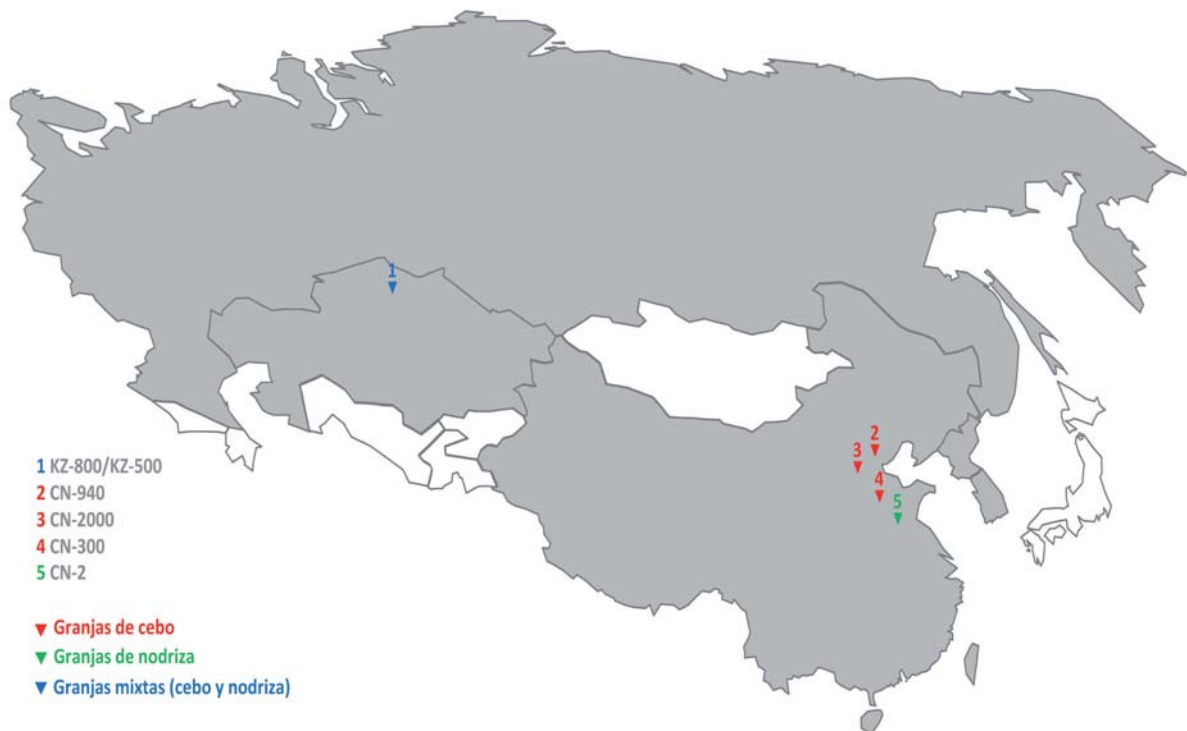 1
2
3
4
5
1 KZ-800/KZ-500
2 CN-940
3 CN-2000
4 CN-300
5 CN-2
Granjas de cebo
Granjas de nodriza
Granjas mixtas (cebo y nodriza)